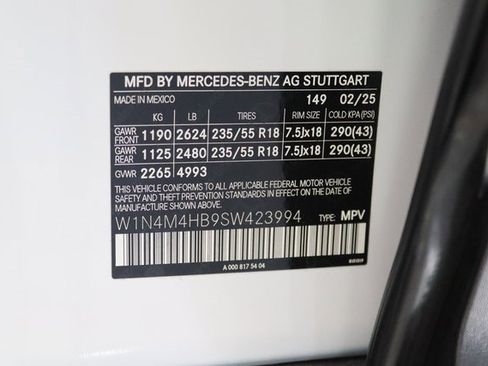 MFD BY MERCEDES-BENZ AG STUTTGART
MADE IN MEXICO 149 02/25
KG LB TIRES RIM SIZE COLD KPA (PSI)
GAWR FRONT 1190 2624 235/55 R18 7.5Jx18 290(43)
GAWR REAR 1125 2480 235/55 R18 7.5Jx18 290(43)
GVWR 2265 4993
THIS VEHICLE CONFORMS TO ALL APPLICABLE FEDERAL MOTOR VEHICLE
SAFETY AND THEFT PREVENTION STANDARDS IN EFFECT ON THE DATE OF
MANUFACTURE SHOWN ABOVE.
W1N4M4HB9SW423994 TYPE: MPV
A 000 817 54 04